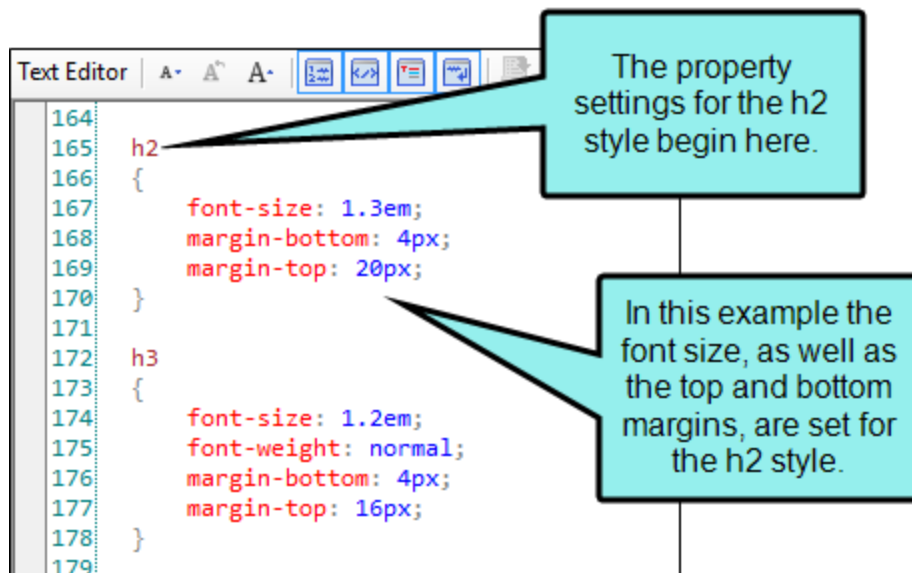 Text Editor
The property
settings for the h2
style begin here.
164
165 h2
166 {
167 font-size: 1.3em;
168 margin-bottom: 4px;
169 margin-top: 20px;
170 }
171
In this example the
font size, as well as
the top and bottom
margins, are set for
the h2 style.
172 h3
173 {
174 font-size: 1.2em;
175 font-weight: normal;
176 margin-bottom: 4px;
177 margin-top: 16px;
178 }
179